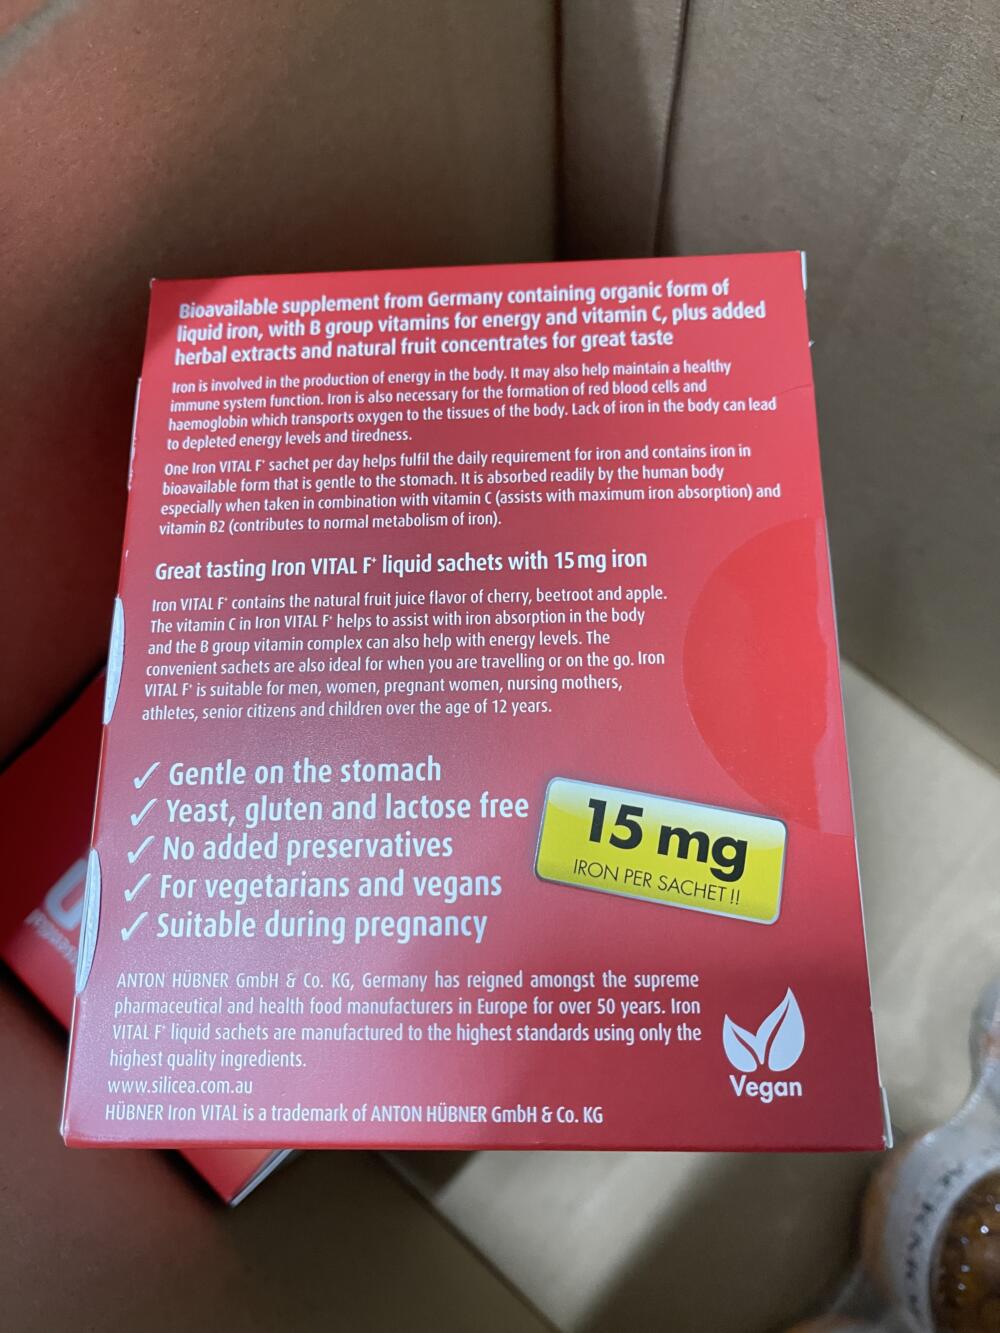 Bioavailable supplement from Germany containing organic form of
liquid iron, with B group vitamins for energy and vitamin C, plus added
herbal extracts and natural fruit concentrates for great taste
Iron is involved in the production of energy in the body. It may also help maintain a healthy
immune system function. Iron is also necessary for the formation of red blood cells and
haemoglobin which transports oxygen to the tissues of the body. Lack of iron in the body can lead
to depleted energy levels and tiredness.
One Iron VITAL F⁺ sachet per day helps fulfil the daily requirement for iron and contains iron in
bioavailable form that is gentle to the stomach. It is absorbed readily by the human body
especially when taken in combination with vitamin C (assists with maximum iron absorption) and
vitamin B2 (contributes to normal metabolism of iron).
Great tasting Iron VITAL F⁺ liquid sachets with 15 mg iron
Iron VITAL F⁺ contains the natural fruit juice flavor of cherry, beetroot and apple.
The vitamin C in Iron VITAL F⁺ helps to assist with iron absorption in the body
and the B group vitamin complex can also help with energy levels. The
convenient sachets are also ideal for when you are travelling or on the go. Iron
VITAL F⁺ is suitable for men, women, pregnant women, nursing mothers,
athletes, senior citizens and children over the age of 12 years.
✓ Gentle on the stomach
✓ Yeast, gluten and lactose free
✓ No added preservatives
✓ For vegetarians and vegans
✓ Suitable during pregnancy
15 mg
IRON PER SACHET !!
ANTON HÜBNER GmbH & Co. KG, Germany has reigned amongst the supreme
pharmaceutical and health food manufacturers in Europe for over 50 years. Iron
VITAL F⁺ liquid sachets are manufactured to the highest standards using only the
highest quality ingredients.
www.silicea.com.au
HÜBNER Iron VITAL is a trademark of ANTON HÜBNER GmbH & Co. KG
Vegan